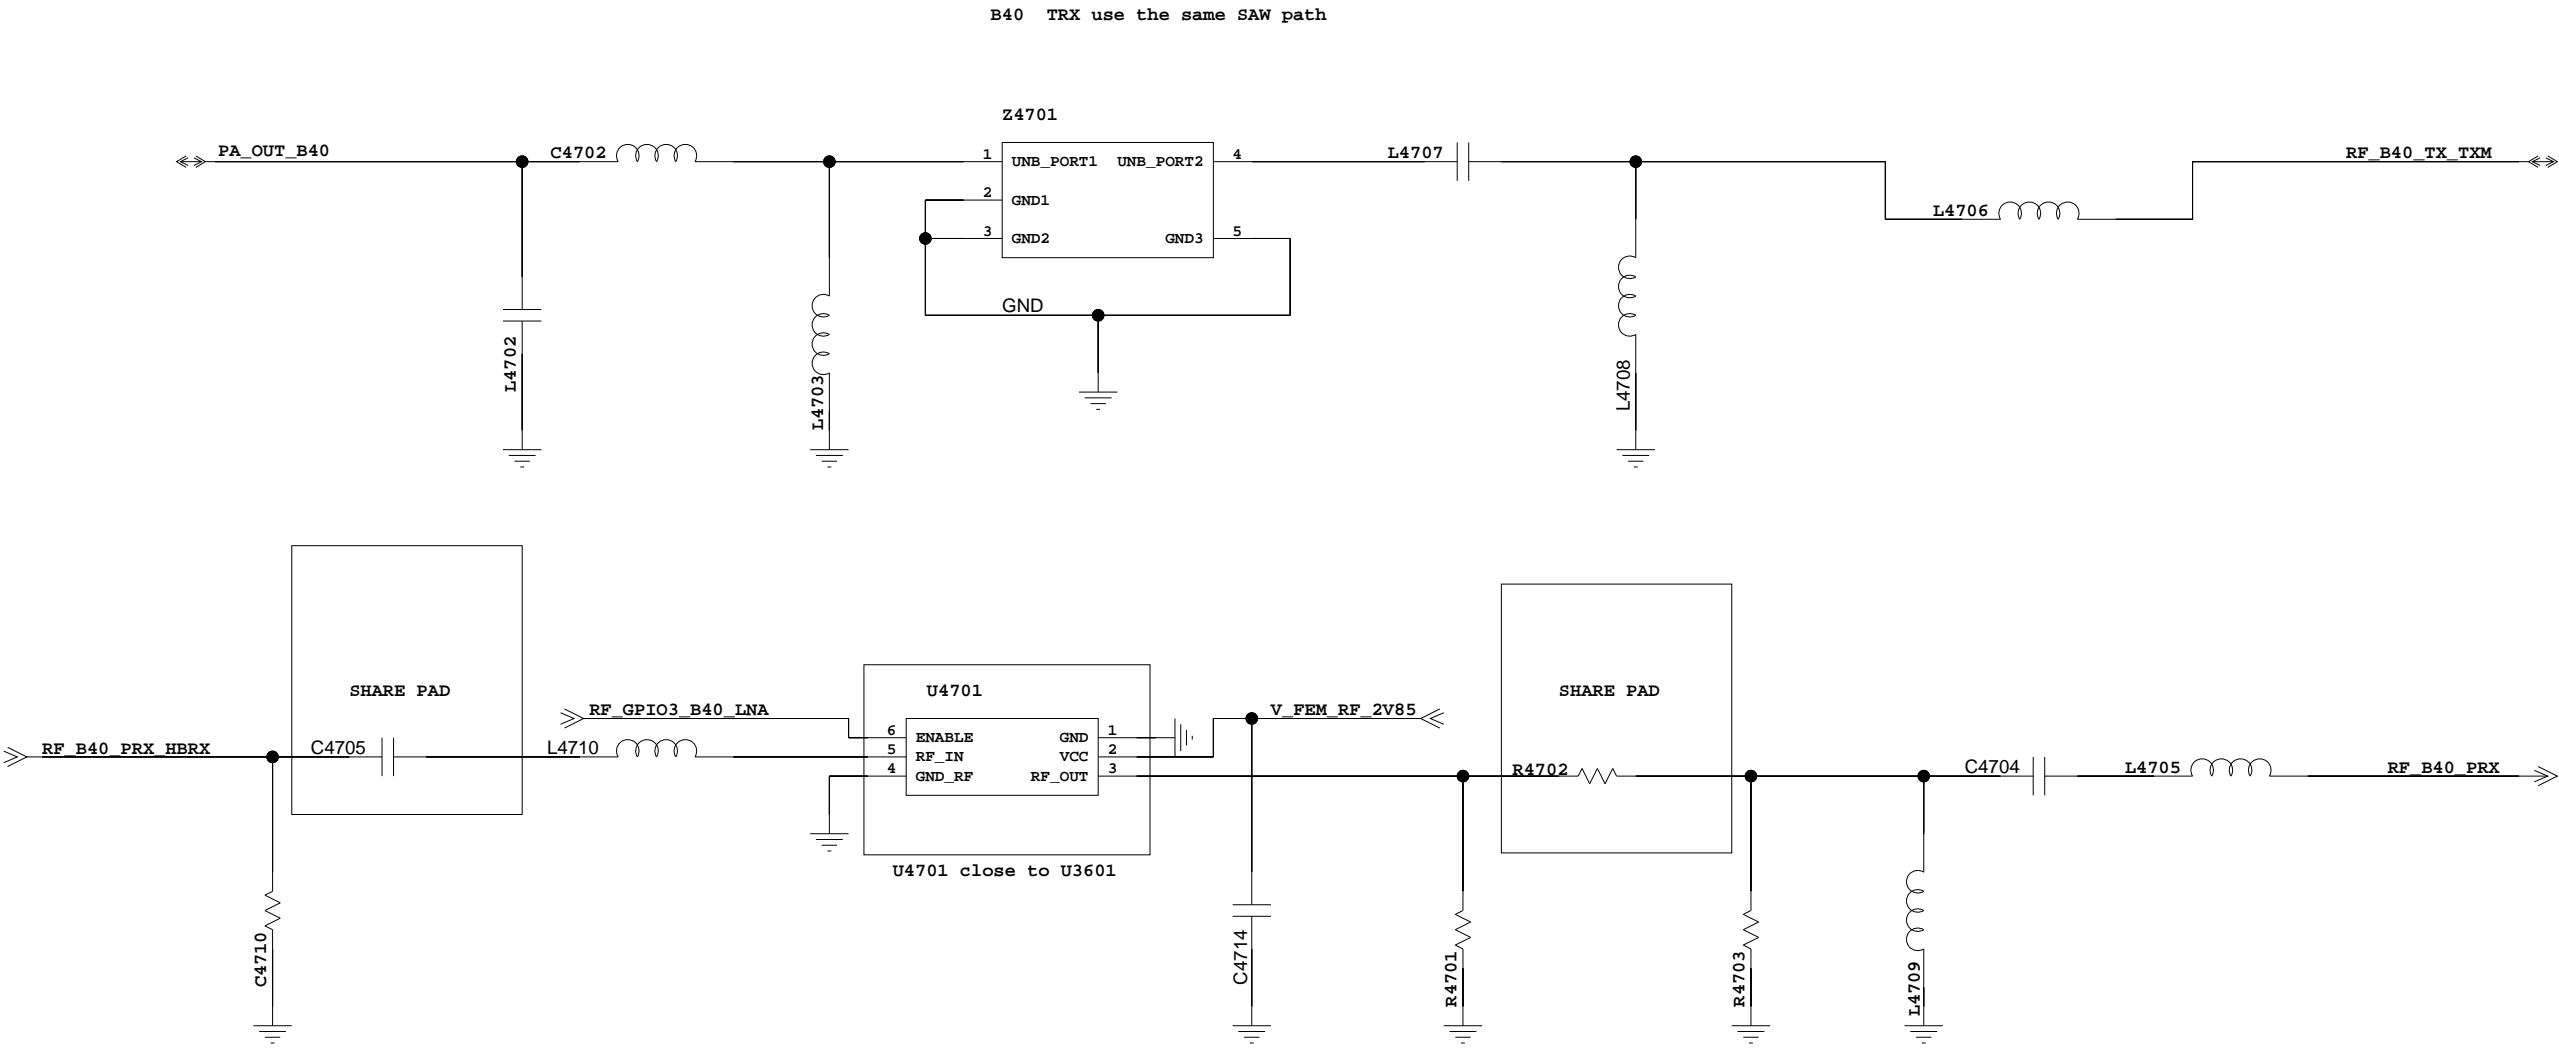 B40  TRX use the same SAW path
Z4701
PA_OUT_B40
C4702
1 UNB_PORT1 UNB_PORT2 4
L4707
RF_B40_TX_TXM
2 GND1
L4706
3 GND2 GND3 5
GND
L4702
L4703
L4708
SHARE PAD
U4701
SHARE PAD
RF_GPIO3_B40_LNA
V_FEM_RF_2V85
6 ENABLE GND 1
RF_B40_PRX_HBRX
C4705
L4710
5 RF_IN VCC 2
4 GND_RF RF_OUT 3
R4702
C4704
L4705
RF_B40_PRX
U4701 close to U3601
C4710
C4714
R4701
R4703
L4709